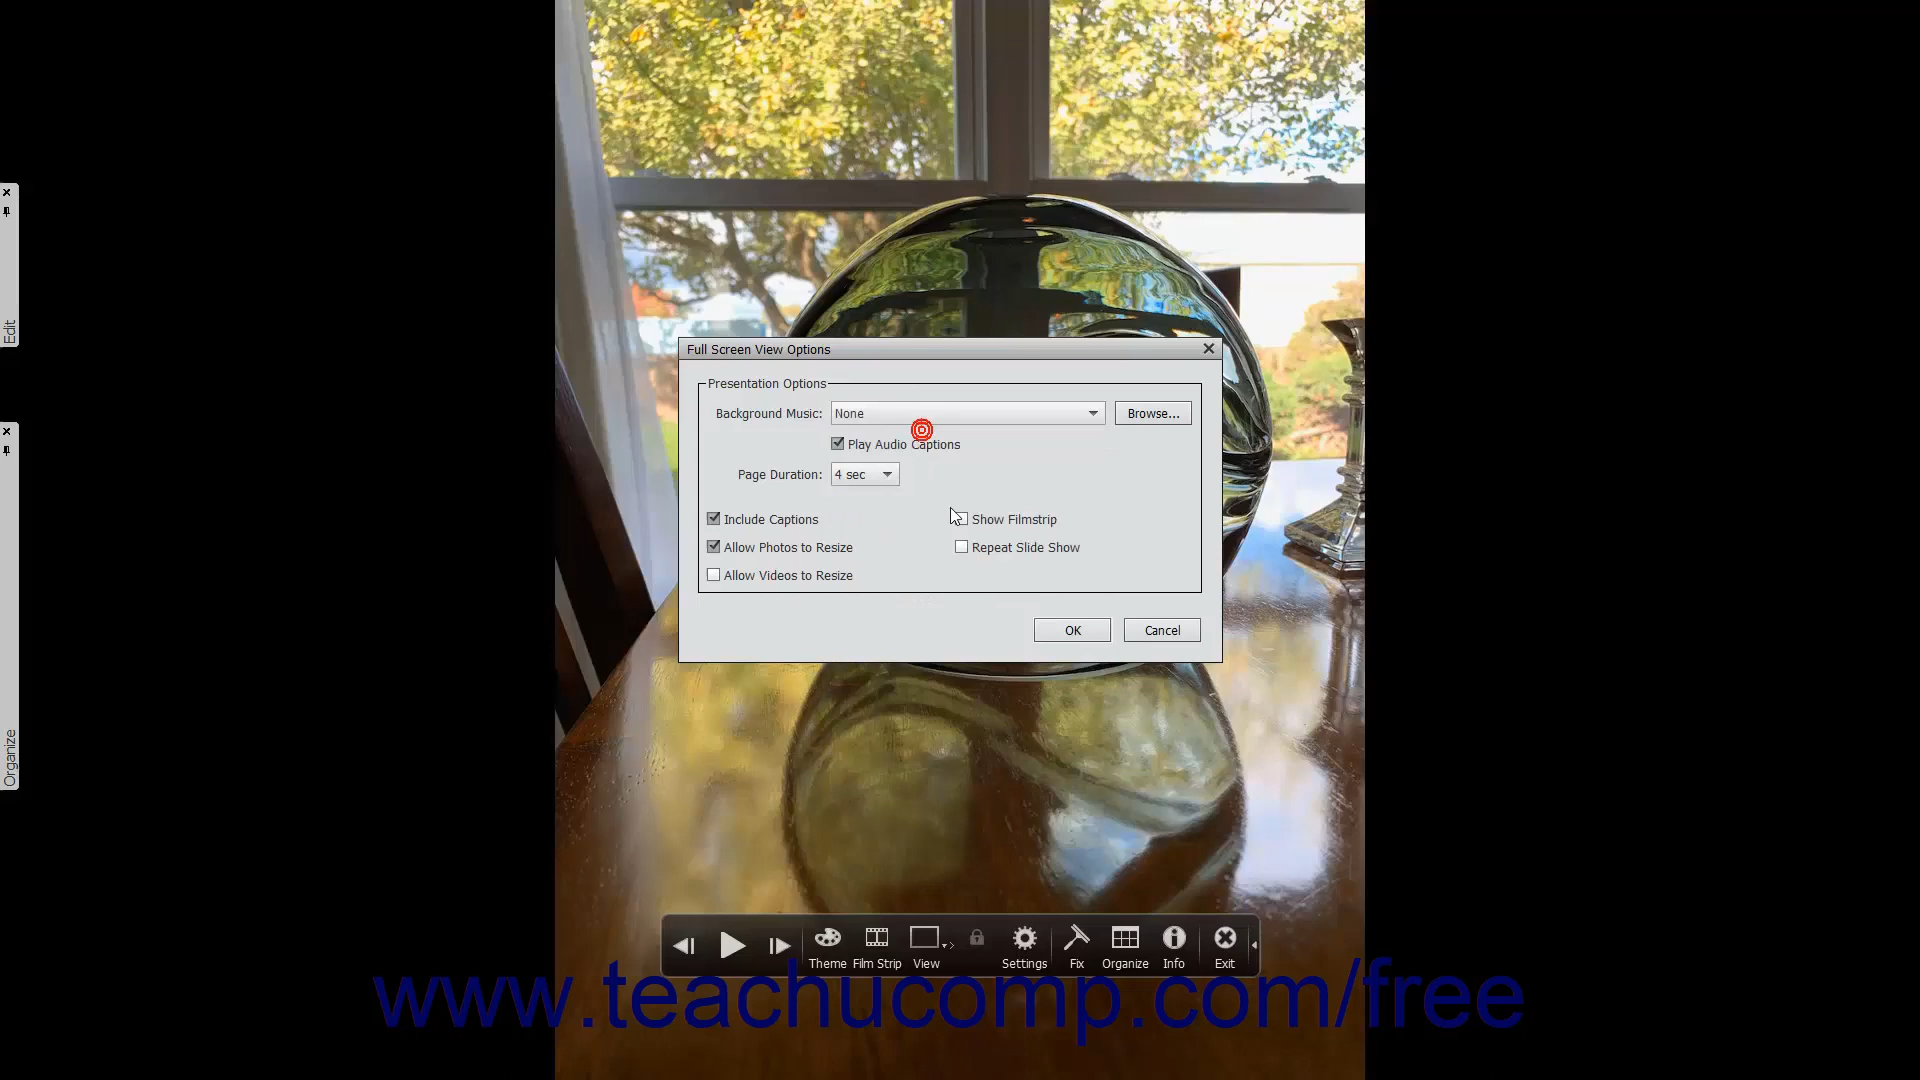 Edit
Organize
Full Screen View Options
Presentation Options
Background Music: None Browse...
Play Audio Captions
Page Duration: 4 sec
Include Captions Show Filmstrip
Allow Photos to Resize Repeat Slide Show
Allow Videos to Resize
OK Cancel
Theme Film Strip View Settings Fix Organize Info Exit
www.teachucomp.com/free